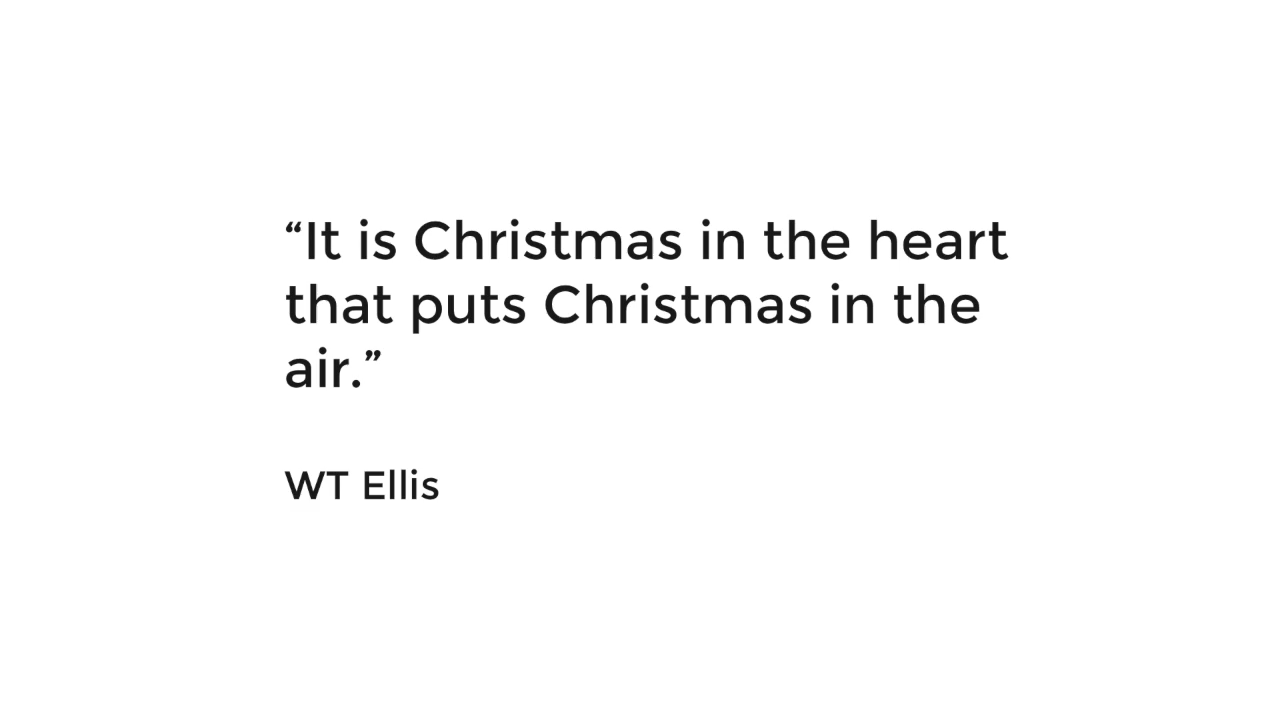 “It is Christmas in the heart
that puts Christmas in the
air.”
WT Ellis